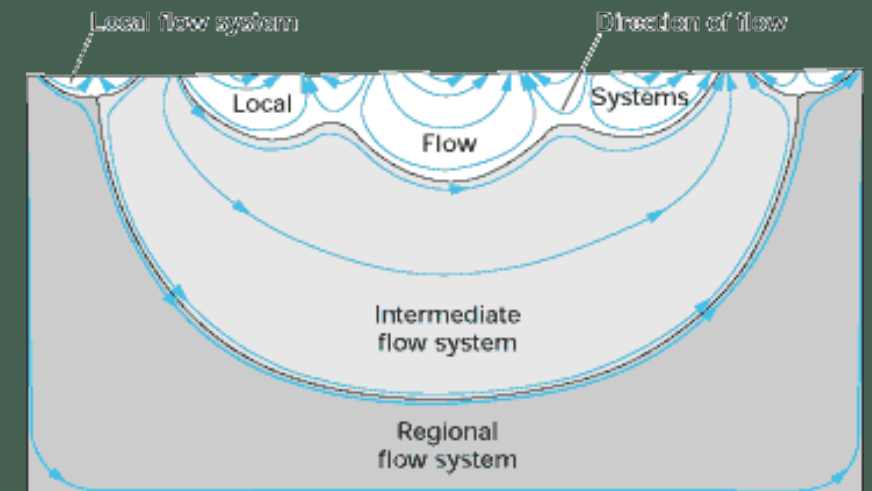 Local flow system
Direction of flow
Local
Systems
Flow
Intermediate
flow system
Regional
flow system